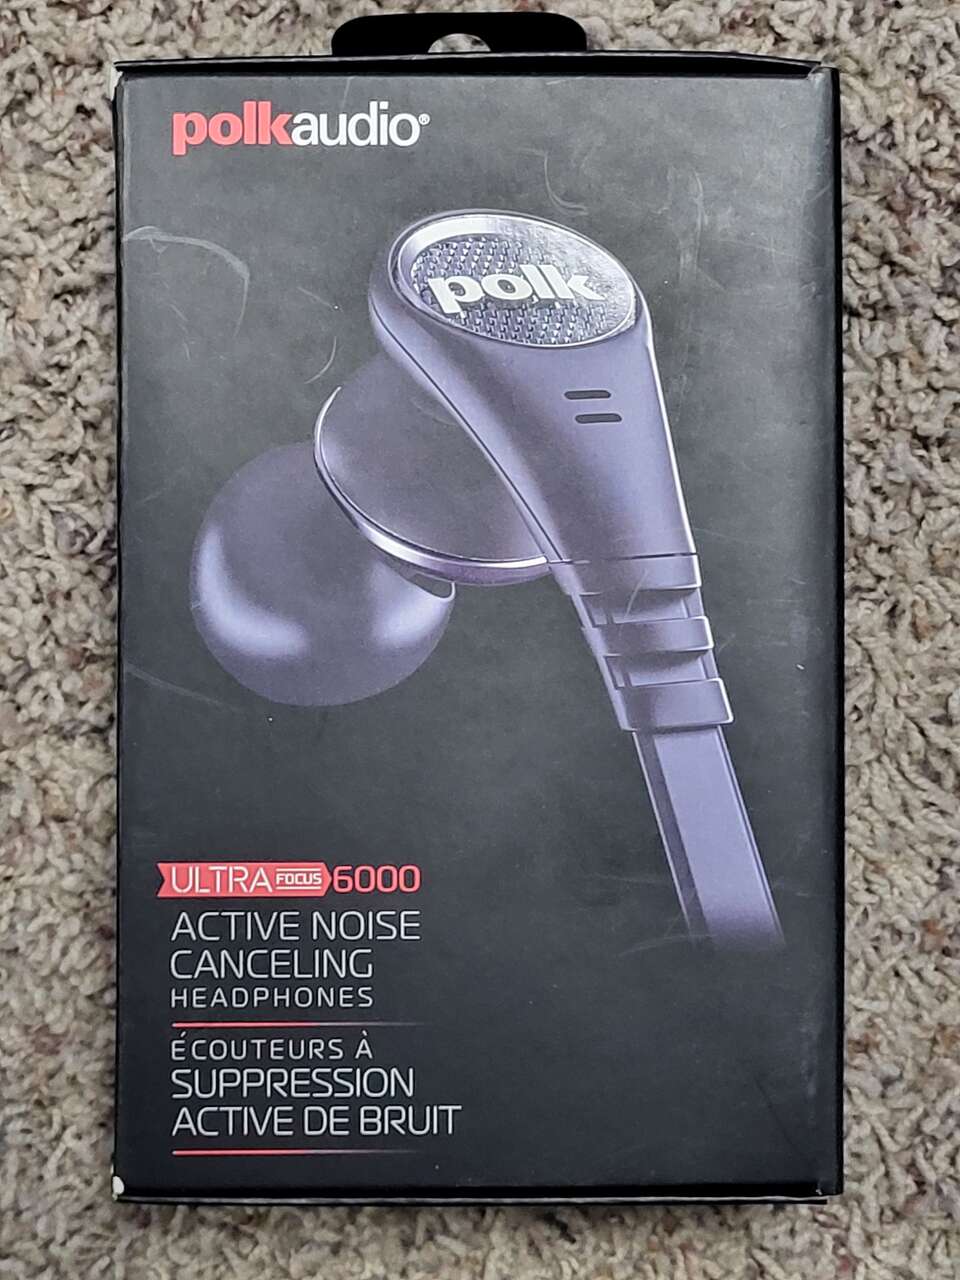 polkaudio®
polk
ULTRA FOCUS 6000
ACTIVE NOISE
CANCELING
HEADPHONES
ÉCOUTEURS À
SUPPRESSION
ACTIVE DE BRUIT